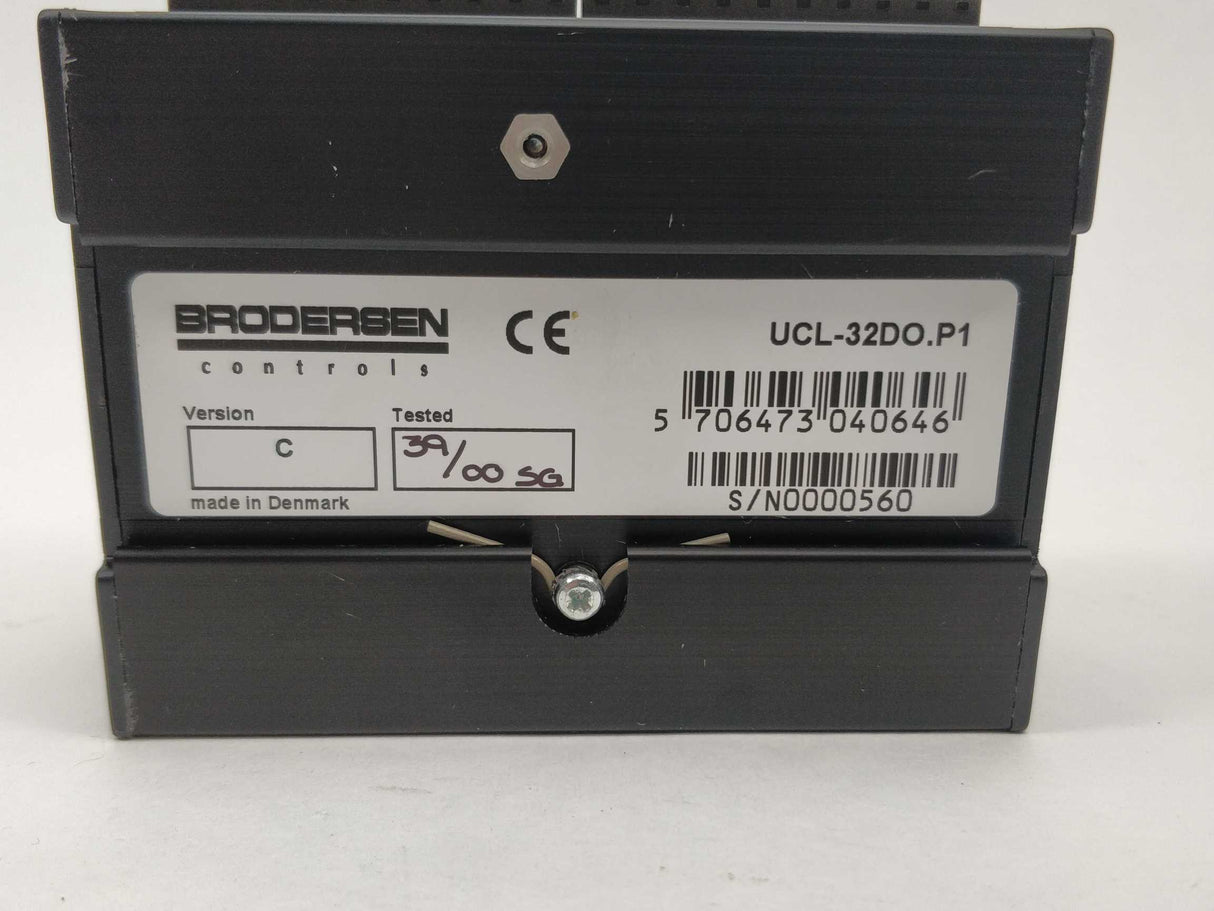 BRODERSEN
controls
CE
UCL-32DO.P1
5 706473 040646
Version
C
Tested
39/00 SG
made in Denmark
S/N0000560